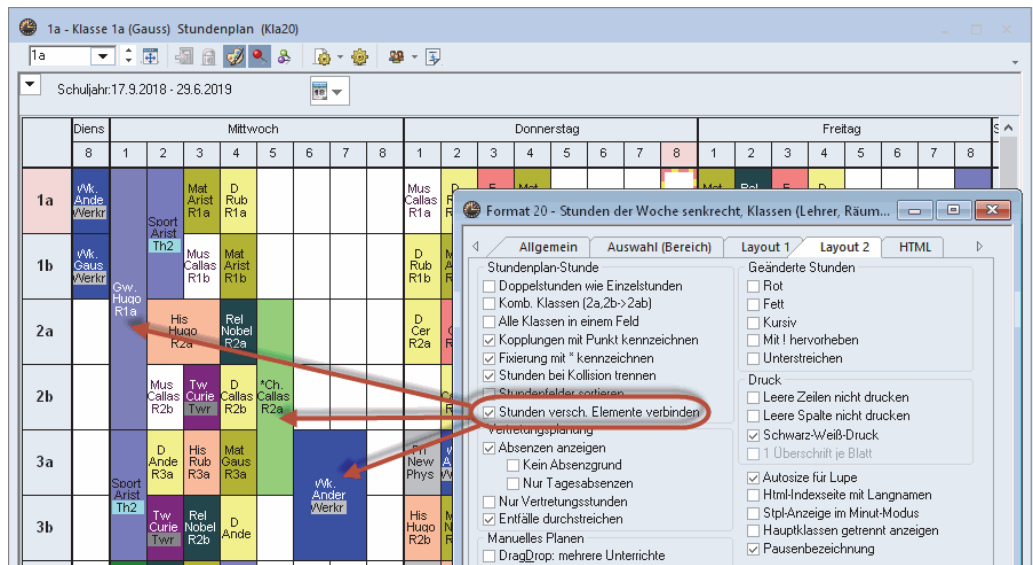 1a - Klasse 1a (Gauss) Stundenplan (Kla20)
1a
Schuljahr:17.9.2018 - 29.6.2019
Diens Mittwoch Donnerstag Freitag
8 1 2 3 4 5 6 7 8 1 2 3 4 5 6 7 8 1 2 3 4 5 6 7 8
1a
Wk.
Ande
Werkr
Sport
Arist
Th2
Mat
Arist
R1a
D
Rub
R1a
Mus
Callas
R1a
1b
Wk.
Gaus
Werkr
Gw.
Hugo
R1a
Mus
Callas
R1b
Mat
Arist
R1b
D
Rub
R1b
2a
His
Hugo
R2a
Rel
Nobel
R2a
D
Cer
R2a
2b
Mus
Callas
R2b
Tw
Curie
Twr
D
Callas
R2b
*Ch.
Callas
R2a
3a
Sport
Arist
Th2
D
Ande
R3a
His
Rub
R3a
Mat
Gaus
R3a
Wk.
Ander
Werkr
New
Phys
3b
Tw
Curie
Twr
Rel
Nobel
R2b
D
Ande
His
Hugo
R2b
Format 20 - Stunden der Woche senkrecht, Klassen (Lehrer, Räum...
Allgemein Auswahl (Bereich) Layout 1 Layout 2 HTML
Stundenplan-Stunde
Doppelstunden wie Einzelstunden
Komb. Klassen (2a,2b->2ab)
Alle Klassen in einem Feld
Kopplungen mit Punkt kennzeichnen
Fixierung mit * kennzeichnen
Stunden bei Kollision trennen
Stundenfelder sortieren
Stunden versch. Elemente verbinden
Vertretungsplanung
Absenzen anzeigen
Kein Absenzgrund
Nur Tagesabsenzen
Nur Vertretungsstunden
Entfälle durchstreichen
Manuelles Planen
DragDrop: mehrere Unterrichte
Geänderte Stunden
Rot
Fett
Kursiv
Mit ! hervorheben
Unterstreichen
Druck
Leere Zeilen nicht drucken
Leere Spalte nicht drucken
Schwarz-Weiß-Druck
1 Überschrift je Blatt
Autosize für Lupe
Html-Indexseite mit Langnamen
Stpl-Anzeige im Minut-Modus
Hauptklassen getrennt anzeigen
Pausenbezeichnung